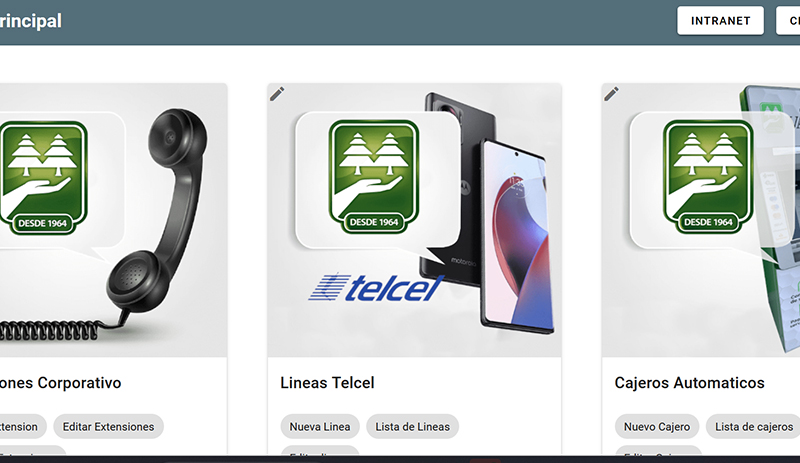 rincipal
INTRANET
DESDE 1964
DESDE 1964
motorola
telcel
DESDE 1964
ones Corporativo
Lineas Telcel
Cajeros Automaticos
tension
Editar Extensiones
Nueva Linea
Lista de Lineas
Nuevo Cajero
Lista de cajeros